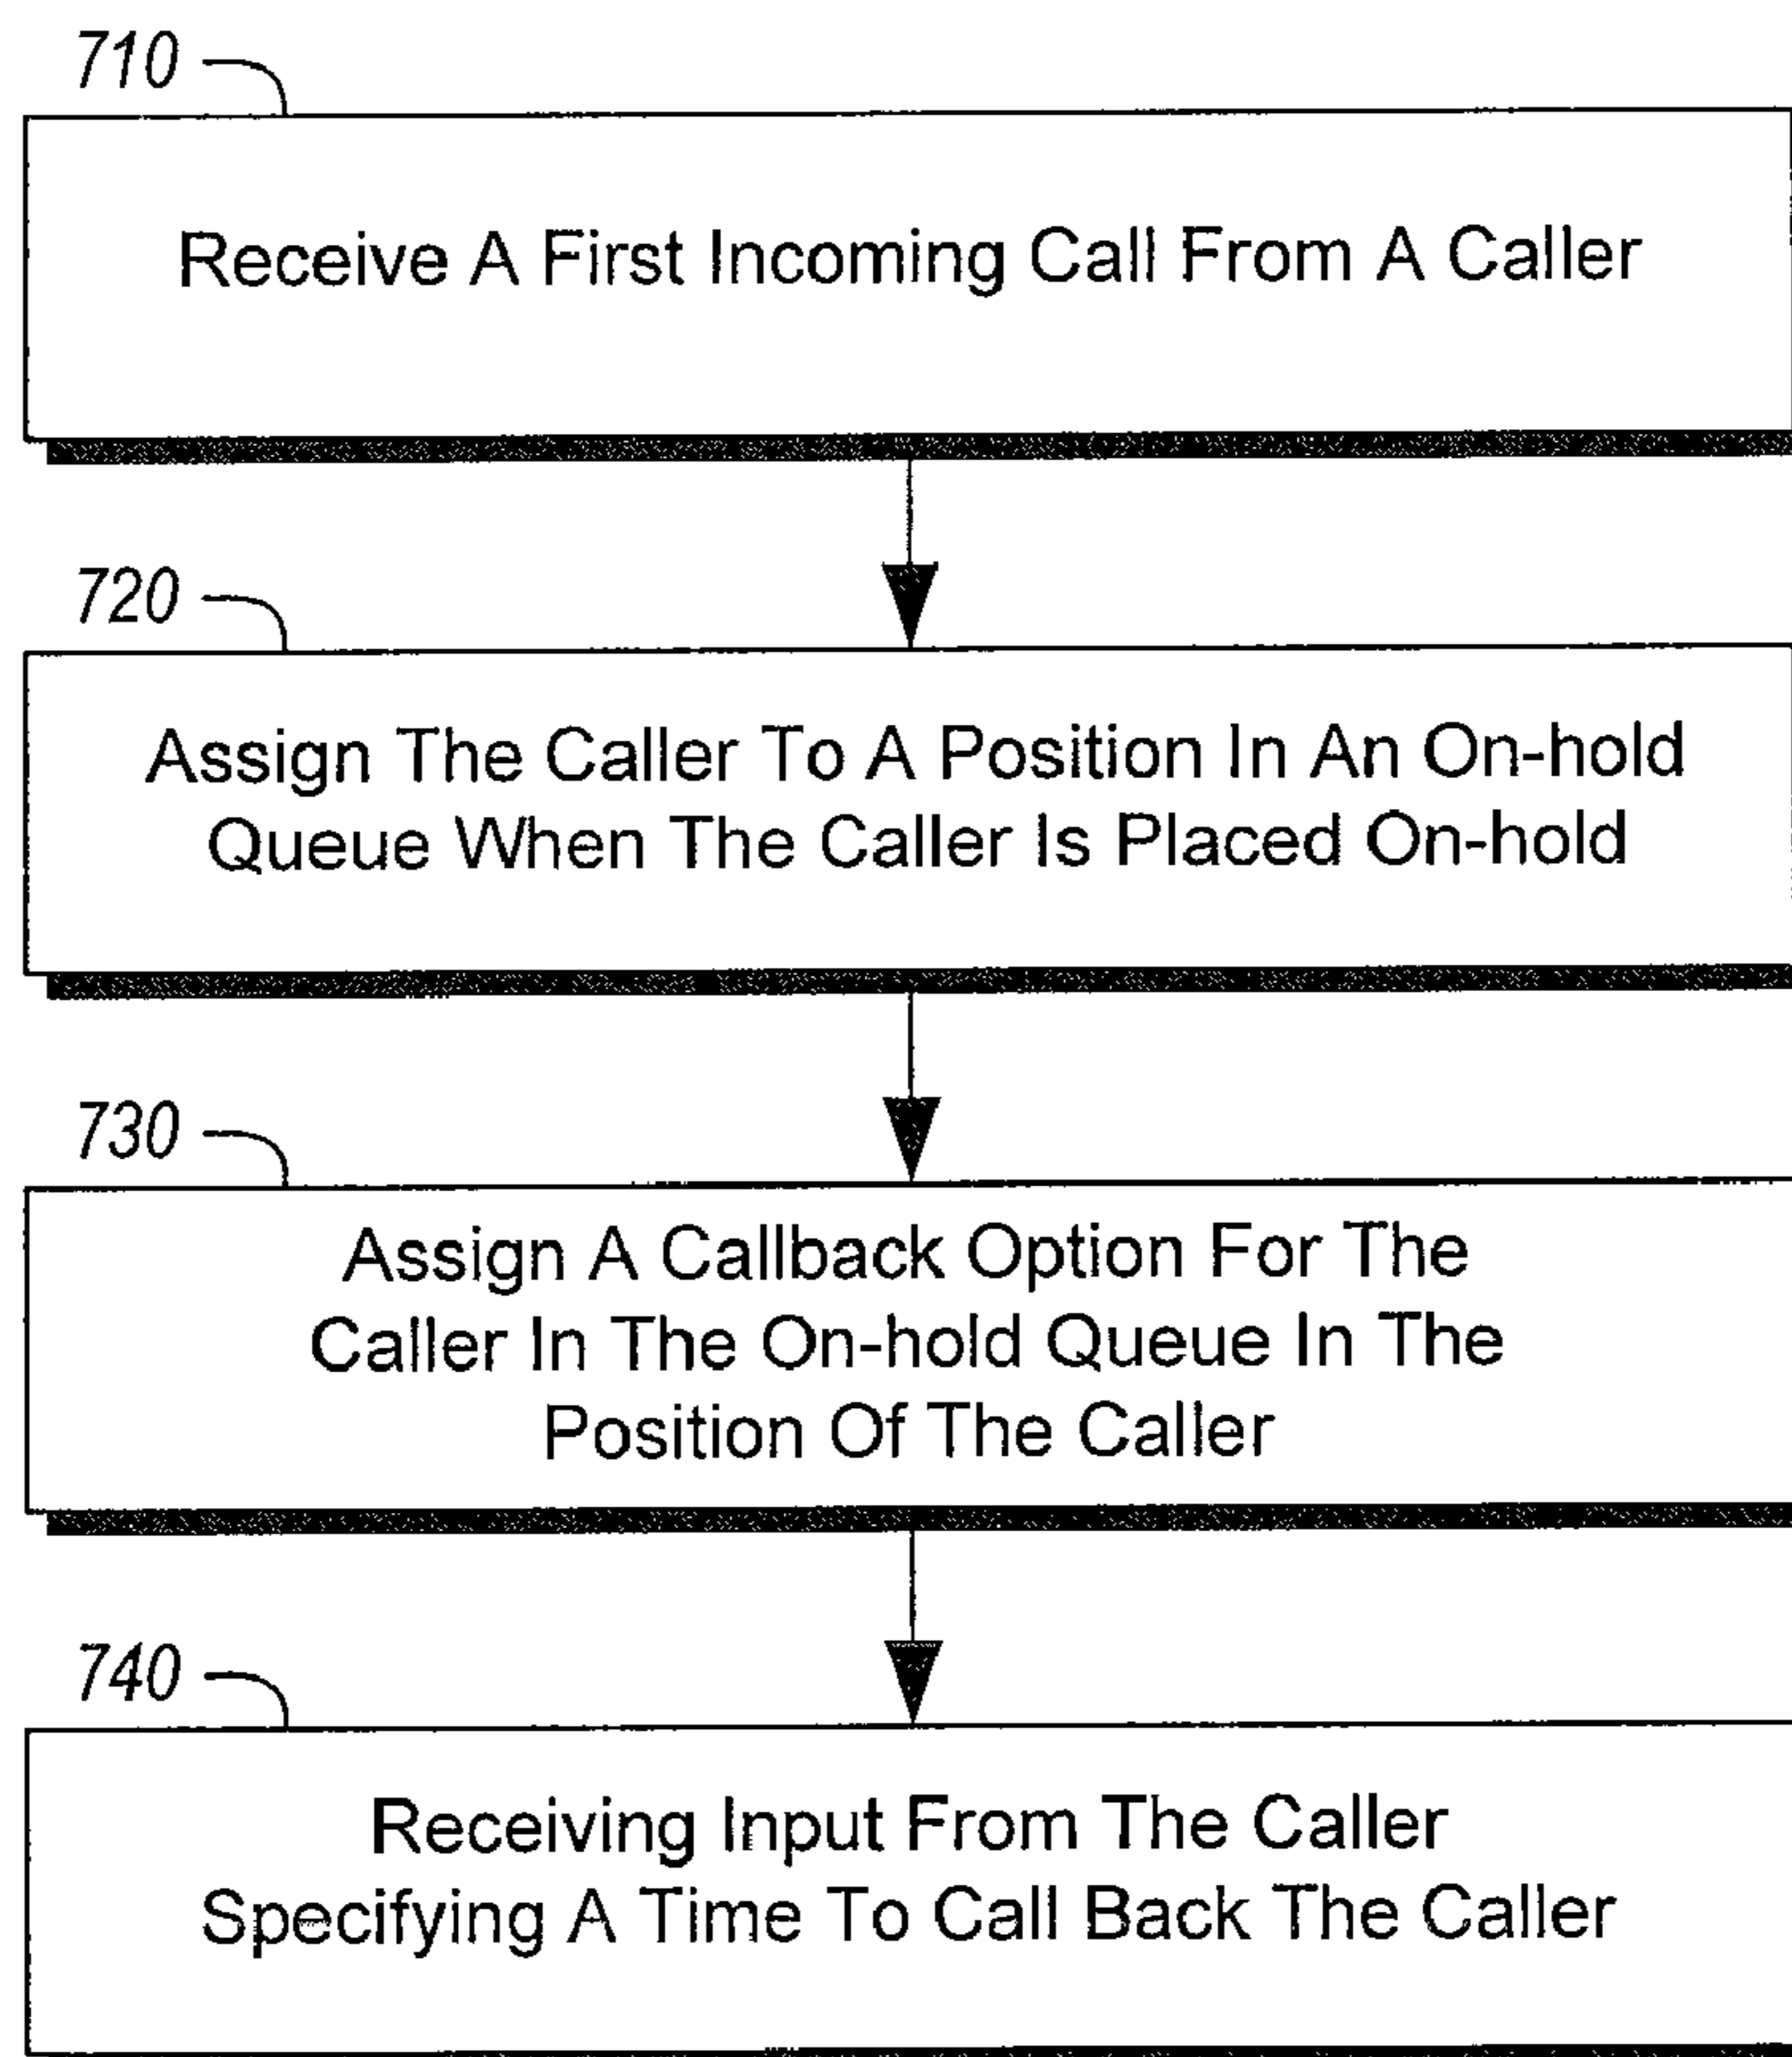 710
Receive A First Incoming Call From A Caller
720
Assign The Caller To A Position In An On-hold
Queue When The Caller Is Placed On-hold
730
Assign A Callback Option For The
Caller In The On-hold Queue In The
Position Of The Caller
740
Receiving Input From The Caller
Specifying A Time To Call Back The Caller